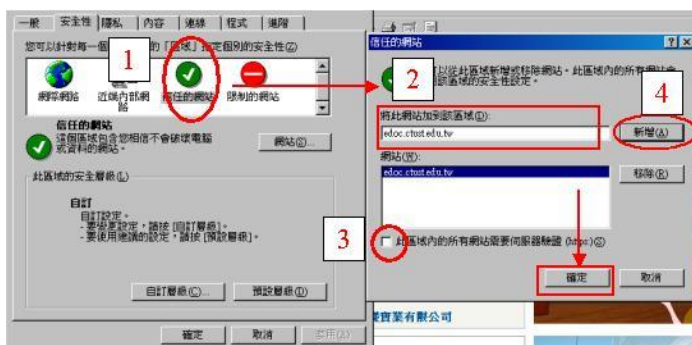 一般 安全性 隱私 內容 連線 程式 進階
您可以針對每一個 的「區域」指定個別的安全性(Z)
1
網際網路 近端內部網路 信任的網站 限制的網站
信任的網站
這個區域包含您相信不會破壞電腦
或資料的網站。
網站(S)...
此區域的安全層級(L)
自訂
自訂設定。
- 要變更設定，請按 [自訂層級]。
- 要使用建議的設定，請按 [預設層級]。
自訂層級(C)... 預設層級(D)
確定 取消 套用(A)
信任的網站
2
可以從此區域新增或移除網站。此區域內的所有網站會
該區域的安全性設定。
4
將此網站加到該區域(D):
edoc.ctust.edu.tw
新增(A)
網站(W):
edoc.ctust.edu.tw
移除(R)
3
此區域內的所有網站需要伺服器驗證 (https:)(S)
確定 取消
實業有限公司